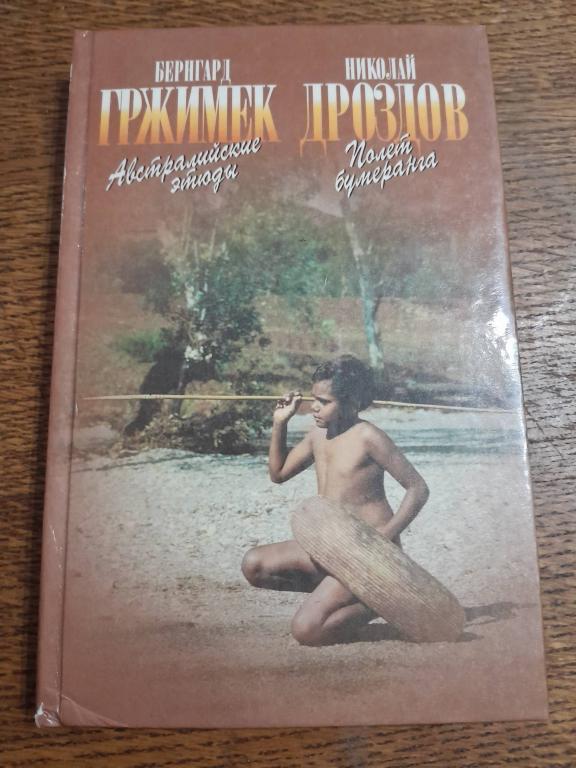 БЕРНГАРД
ГРЖИМЕК
Австралийские
этюды
НИКОЛАЙ
ДРОЗДОВ
Полет
бумеранга